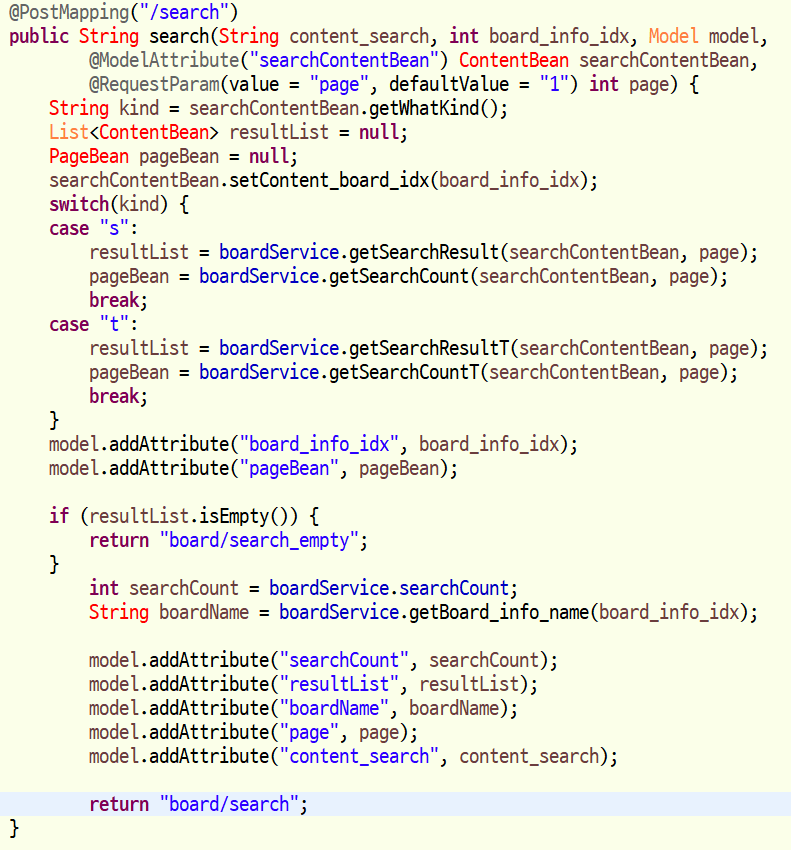 @PostMapping("/search")
public String search(String content_search, int board_info_idx, Model model,
        @ModelAttribute("searchContentBean") ContentBean searchContentBean,
        @RequestParam(value = "page", defaultValue = "1") int page) {
    String kind = searchContentBean.getWhatKind();
    List<ContentBean> resultList = null;
    PageBean pageBean = null;
    searchContentBean.setContent_board_idx(board_info_idx);
    switch(kind) {
    case "s":
        resultList = boardService.getSearchResult(searchContentBean, page);
        pageBean = boardService.getSearchCount(searchContentBean, page);
        break;
    case "t":
        resultList = boardService.getSearchResultT(searchContentBean, page);
        pageBean = boardService.getSearchCountT(searchContentBean, page);
        break;
    }
    model.addAttribute("board_info_idx", board_info_idx);
    model.addAttribute("pageBean", pageBean);

    if (resultList.isEmpty()) {
        return "board/search_empty";
    }
        int searchCount = boardService.searchCount;
        String boardName = boardService.getBoard_info_name(board_info_idx);

        model.addAttribute("searchCount", searchCount);
        model.addAttribute("resultList", resultList);
        model.addAttribute("boardName", boardName);
        model.addAttribute("page", page);
        model.addAttribute("content_search", content_search);

        return "board/search";
}